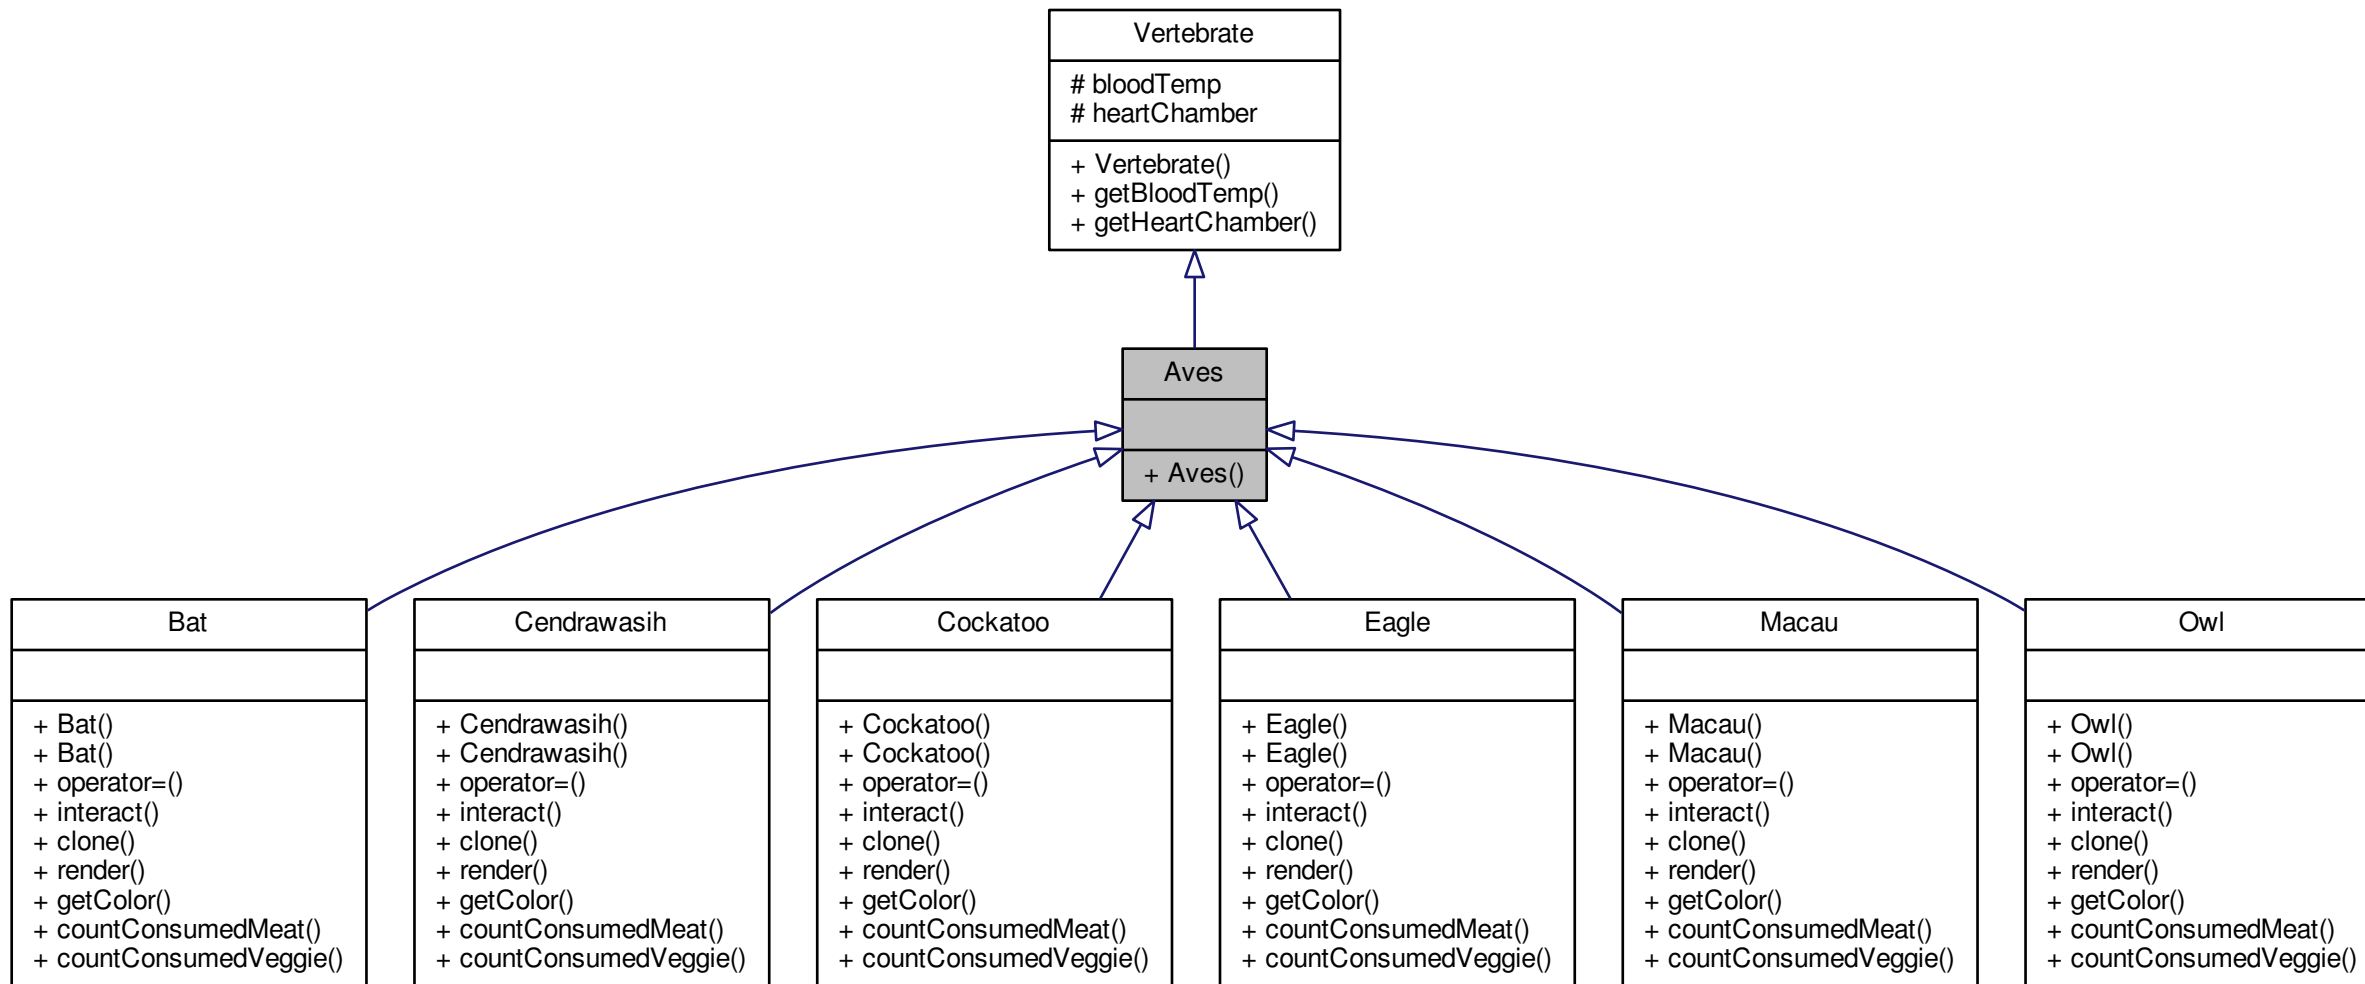 Vertebrate
# bloodTemp
# heartChamber
+ Vertebrate()
+ getBloodTemp()
+ getHeartChamber()
Aves
+ Aves()
Bat
+ Bat()
+ Bat()
+ operator=()
+ interact()
+ clone()
+ render()
+ getColor()
+ countConsumedMeat()
+ countConsumedVeggie()
Cendrawasih
+ Cendrawasih()
+ Cendrawasih()
+ operator=()
+ interact()
+ clone()
+ render()
+ getColor()
+ countConsumedMeat()
+ countConsumedVeggie()
Cockatoo
+ Cockatoo()
+ Cockatoo()
+ operator=()
+ interact()
+ clone()
+ render()
+ getColor()
+ countConsumedMeat()
+ countConsumedVeggie()
Eagle
+ Eagle()
+ Eagle()
+ operator=()
+ interact()
+ clone()
+ render()
+ getColor()
+ countConsumedMeat()
+ countConsumedVeggie()
Macau
+ Macau()
+ Macau()
+ operator=()
+ interact()
+ clone()
+ render()
+ getColor()
+ countConsumedMeat()
+ countConsumedVeggie()
Owl
+ Owl()
+ Owl()
+ operator=()
+ interact()
+ clone()
+ render()
+ getColor()
+ countConsumedMeat()
+ countConsumedVeggie()